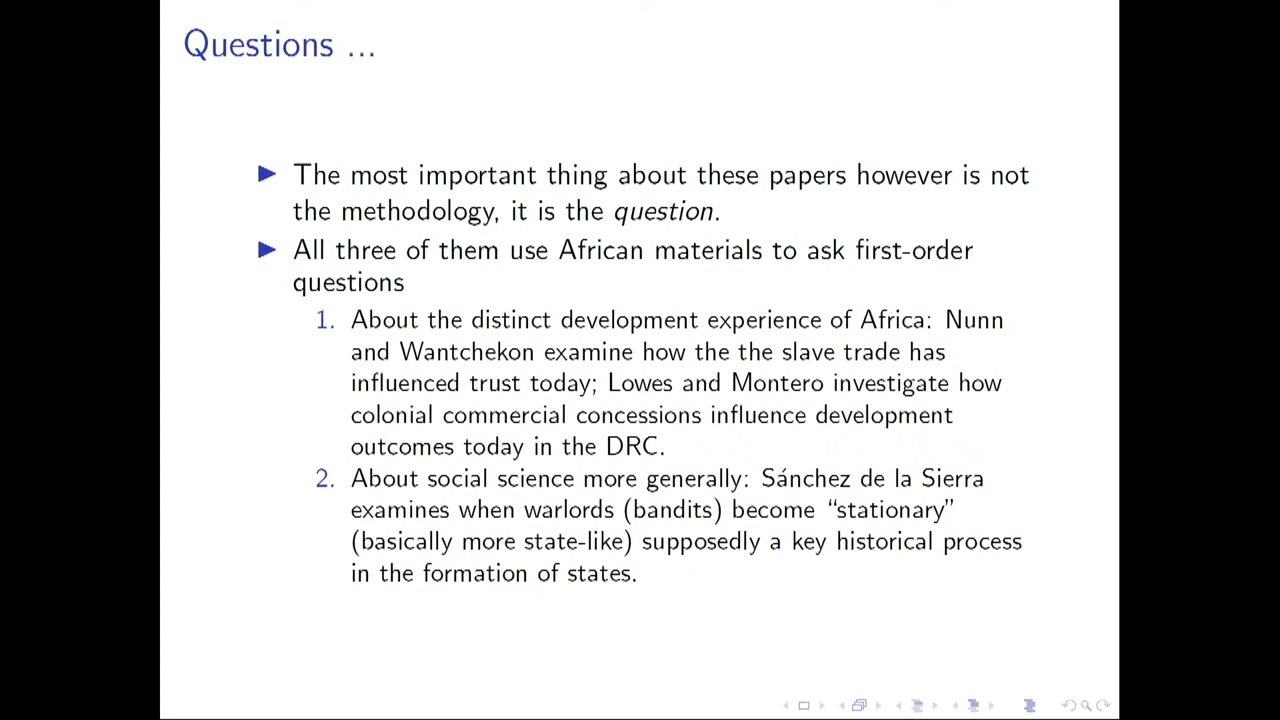 Questions ...
The most important thing about these papers however is not
the methodology, it is the question.
All three of them use African materials to ask first-order
questions
1. About the distinct development experience of Africa: Nunn
and Wantchekon examine how the the slave trade has
influenced trust today; Lowes and Montero investigate how
colonial commercial concessions influence development
outcomes today in the DRC.
2. About social science more generally: Sánchez de la Sierra
examines when warlords (bandits) become “stationary”
(basically more state-like) supposedly a key historical process
in the formation of states.